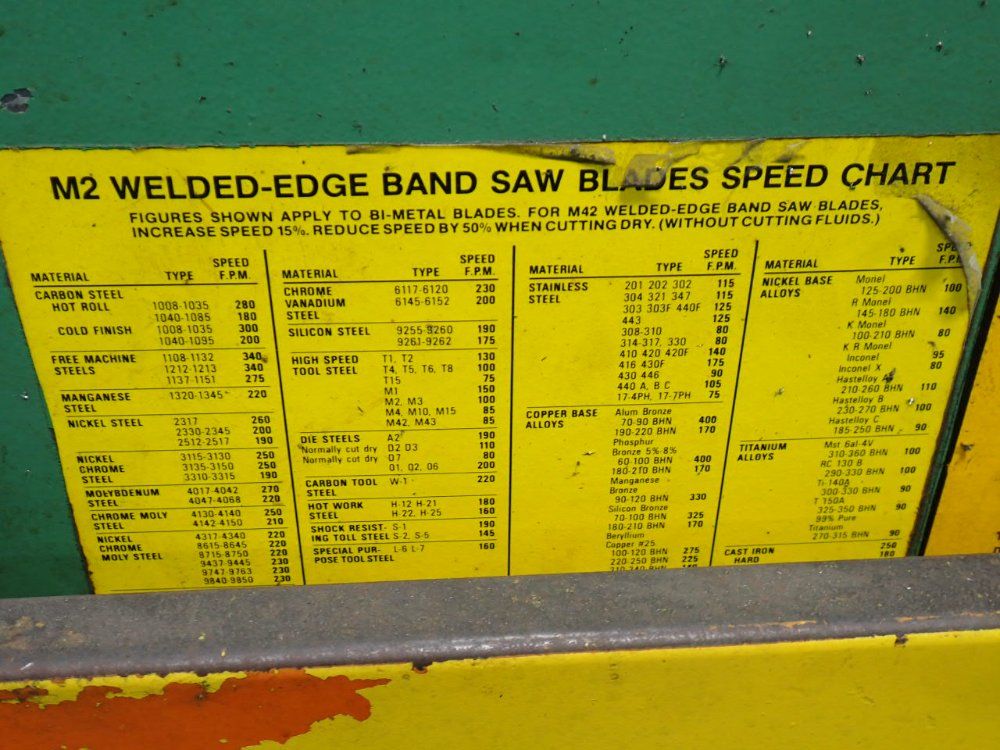 M2 WELDED-EDGE BAND SAW BLADES SPEED CHART
FIGURES SHOWN APPLY TO BI-METAL BLADES. FOR M42 WELDED-EDGE BAND SAW BLADES,
INCREASE SPEED 15%. REDUCE SPEED BY 50% WHEN CUTTING DRY. (WITHOUT CUTTING FLUIDS.)
MATERIAL TYPE SPEED F.P.M.
CARBON STEEL
HOT ROLL 1008-1035 280
1040-1085 180
COLD FINISH 1008-1035 300
1040-1095 200
FREE MACHINE 1108-1132 340
STEELS 1212-1213 340
1137-1151 275
MANGANESE 1320-1345 220
STEEL
NICKEL STEEL 2317 260
2330-2345 200
2512-2517 190
NICKEL 3115-3130 250
CHROME 3135-3150 250
STEEL 3310-3315 190
MOLYBDENUM 4017-4042 270
STEEL 4047-4068 220
CHROME MOLY 4130-4140 250
STEEL 4142-4150 210
NICKEL 4317-4340 220
CHROME 8615-8645 220
MOLY STEEL 8715-8750 220
9437-9445 230
9747-9763 230
9840-9850 230
MATERIAL TYPE SPEED F.P.M.
CHROME 6117-6120 230
VANADIUM 6145-6152 200
STEEL
SILICON STEEL 9255-9260 190
9261-9262 175
HIGH SPEED T1, T2 130
TOOL STEEL T4, T5, T6, T8 100
T15 75
M1 150
M2, M3 100
M4, M10, M15 85
M42, M43 85
DIE STEELS A2 190
Normally cut dry D2 D3 110
Normally cut dry D7 80
O1, O2, O6 200
CARBON TOOL W-1 220
STEEL
HOT WORK H-12 H-21 180
STEEL H-22, H-25 160
SHOCK RESIST- S-1 190
ING TOLL STEEL S-2, S-5 145
SPECIAL PUR- L-6 L-7 160
POSE TOOL STEEL
MATERIAL TYPE SPEED F.P.M.
STAINLESS 201 202 302 115
STEEL 304 321 347 115
303 303F 440F 125
443 125
308-310 80
314-317, 330 80
410 420 420F 140
416 430F 175
430 446 90
440 A, B C 105
17-4PH, 17-7PH 75
COPPER BASE Alum Bronze
ALLOYS 70-90 BHN 400
190-220 BHN 170
Phosphur
Bronze 5%-8%
60-100 BHN 400
180-210 BHN 170
Manganese
Bronze
90-120 BHN 330
Silicon Bronze
70-100 BHN 325
180-210 BHN 170
Beryllium
Copper #25
100-120 BHN 275
220-250 BHN 225
MATERIAL TYPE SPEED F.P.M.
NICKEL BASE Monel
ALLOYS 125-200 BHN 100
R Monel
145-180 BHN 140
K Monel
100-210 BHN 80
K R Monel
Inconel 95
Inconel X 80
Hastelloy A
210-260 BHN 110
Hastelloy B
230-270 BHN 100
Hastelloy C
185-250 BHN 90
TITANIUM Mst 6al-4V
ALLOYS 310-360 BHN 100
RC 130 B
290-330 BHN 100
Ti-140A
300-330 BHN 90
T 150A
325-350 BHN 90
99% Pure
Titanium
270-315 BHN 90
CAST IRON 250
HARD 180